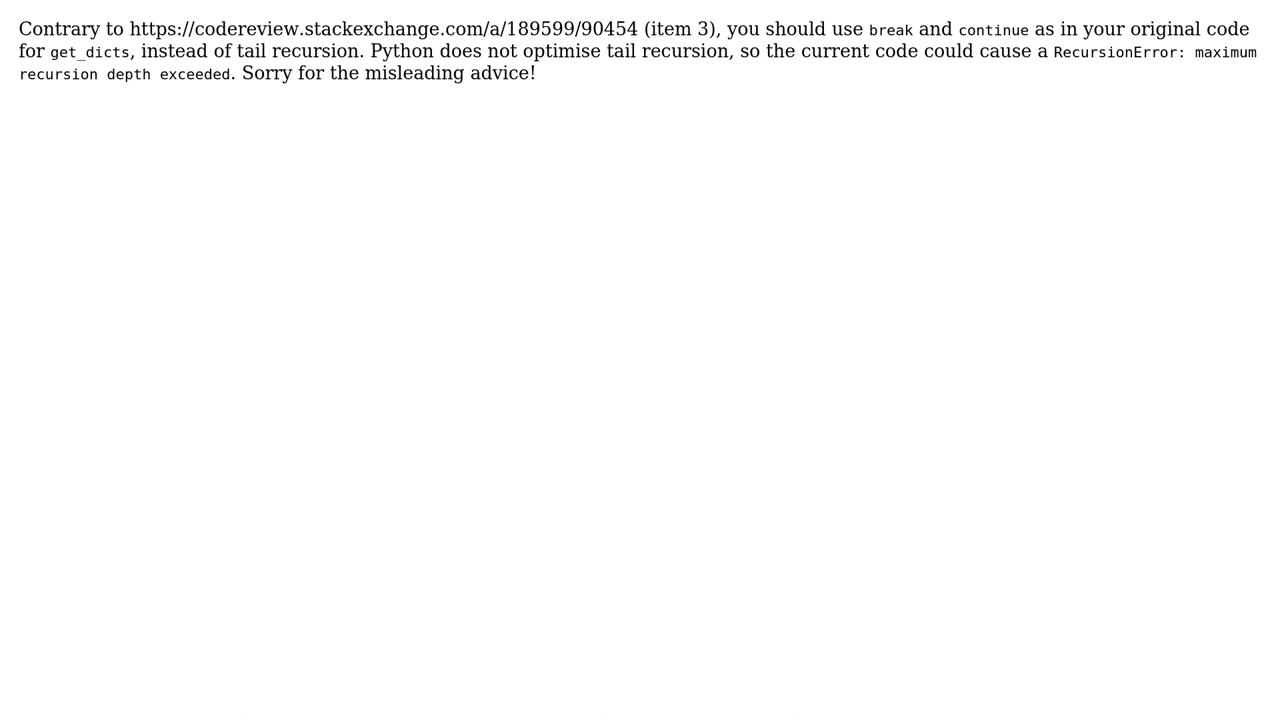 Contrary to https://codereview.stackexchange.com/a/189599/90454 (item 3), you should use break and continue as in your original code
for get_dicts, instead of tail recursion. Python does not optimise tail recursion, so the current code could cause a RecursionError: maximum
recursion depth exceeded. Sorry for the misleading advice!